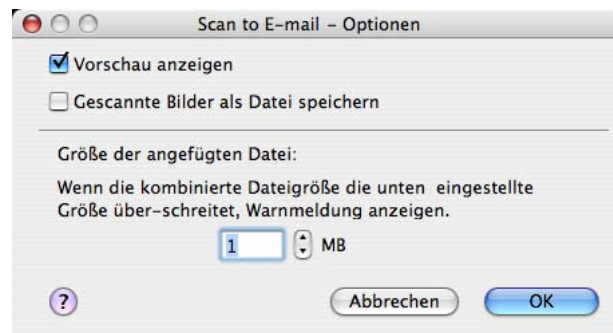 Scan to E-mail – Optionen
Vorschau anzeigen
Gescannte Bilder als Datei speichern
Größe der angefügten Datei:
Wenn die kombinierte Dateigröße die unten eingestellte
Größe über-schreitet, Warnmeldung anzeigen.
1 MB
?
Abbrechen OK